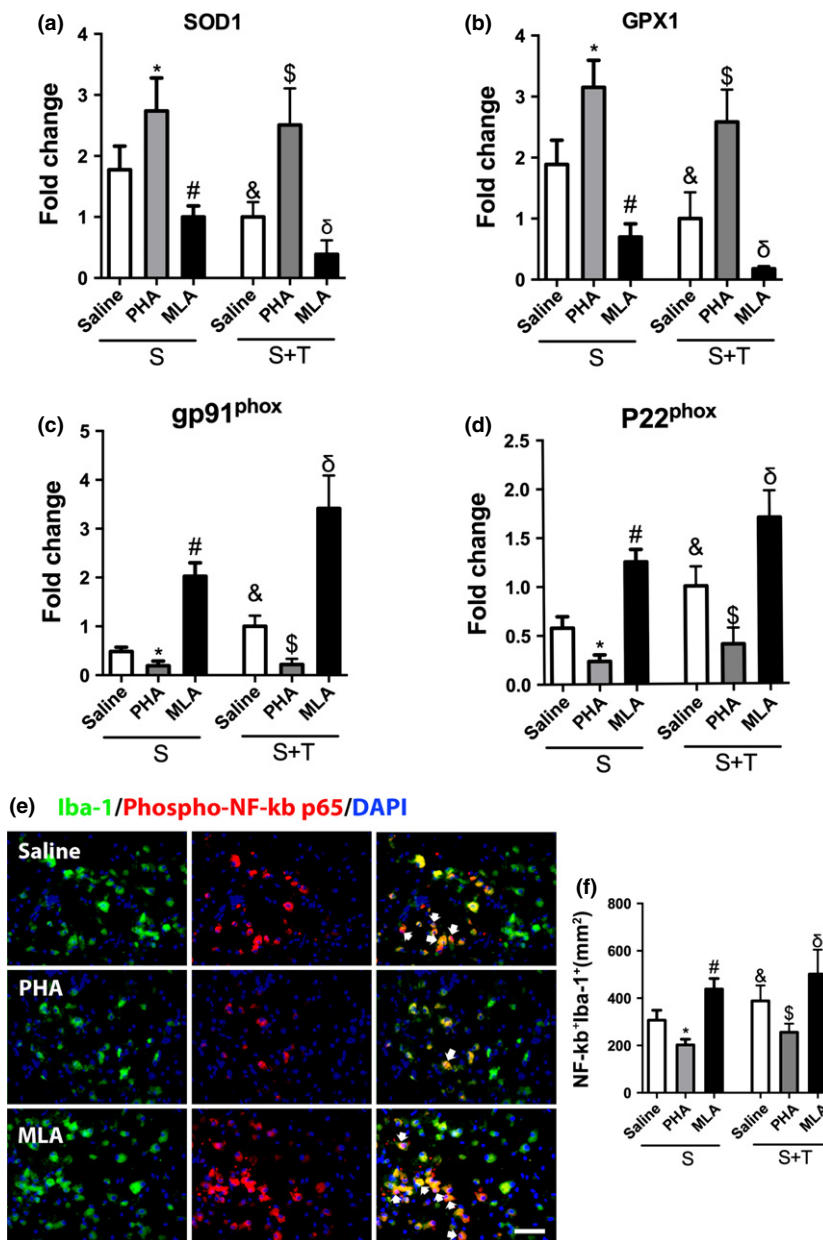 (a) SOD1
Fold change
4
3
2
1
0
* # & $ δ
Saline PHA MLA Saline PHA MLA
S S+T
(b) GPX1
Fold change
4
3
2
1
0
* # & $ δ
Saline PHA MLA Saline PHA MLA
S S+T
(c) gp91phox
Fold change
5
4
3
2
1
0
* # & $ δ
Saline PHA MLA Saline PHA MLA
S S+T
(d) P22phox
Fold change
2.5
2.0
1.5
1.0
0.5
0.0
* # & $ δ
Saline PHA MLA Saline PHA MLA
S S+T
(e) Iba-1/Phospho-NF-kb p65/DAPI
Saline
PHA
MLA
(f)
NF-kb+Iba-1+(mm2)
800
600
400
200
0
* # & $ δ
Saline PHA MLA Saline PHA MLA
S S+T